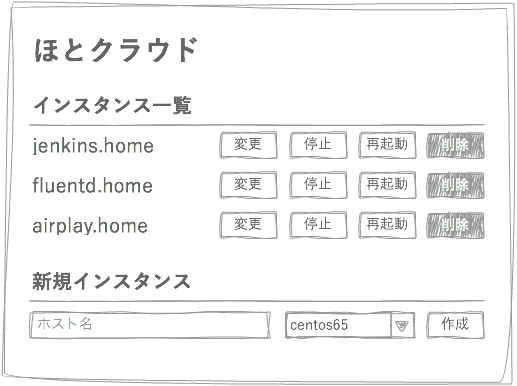 ほとクラウド
インスタンス一覧
jenkins.home 変更 停止 再起動 削除
fluentd.home 変更 停止 再起動 削除
airplay.home 変更 停止 再起動 削除
新規インスタンス
ホスト名 centos65 作成